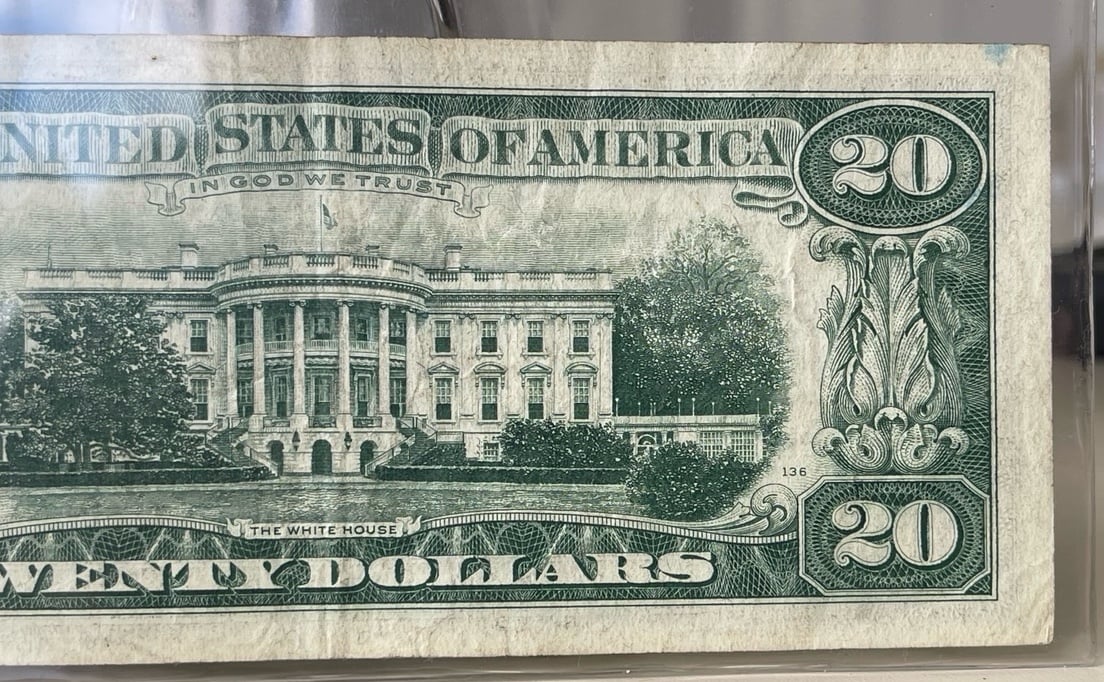 NITED STATES OF AMERICA
20
IN GOD WE TRUST
136
THE WHITE HOUSE
20
WENTY DOLLARS